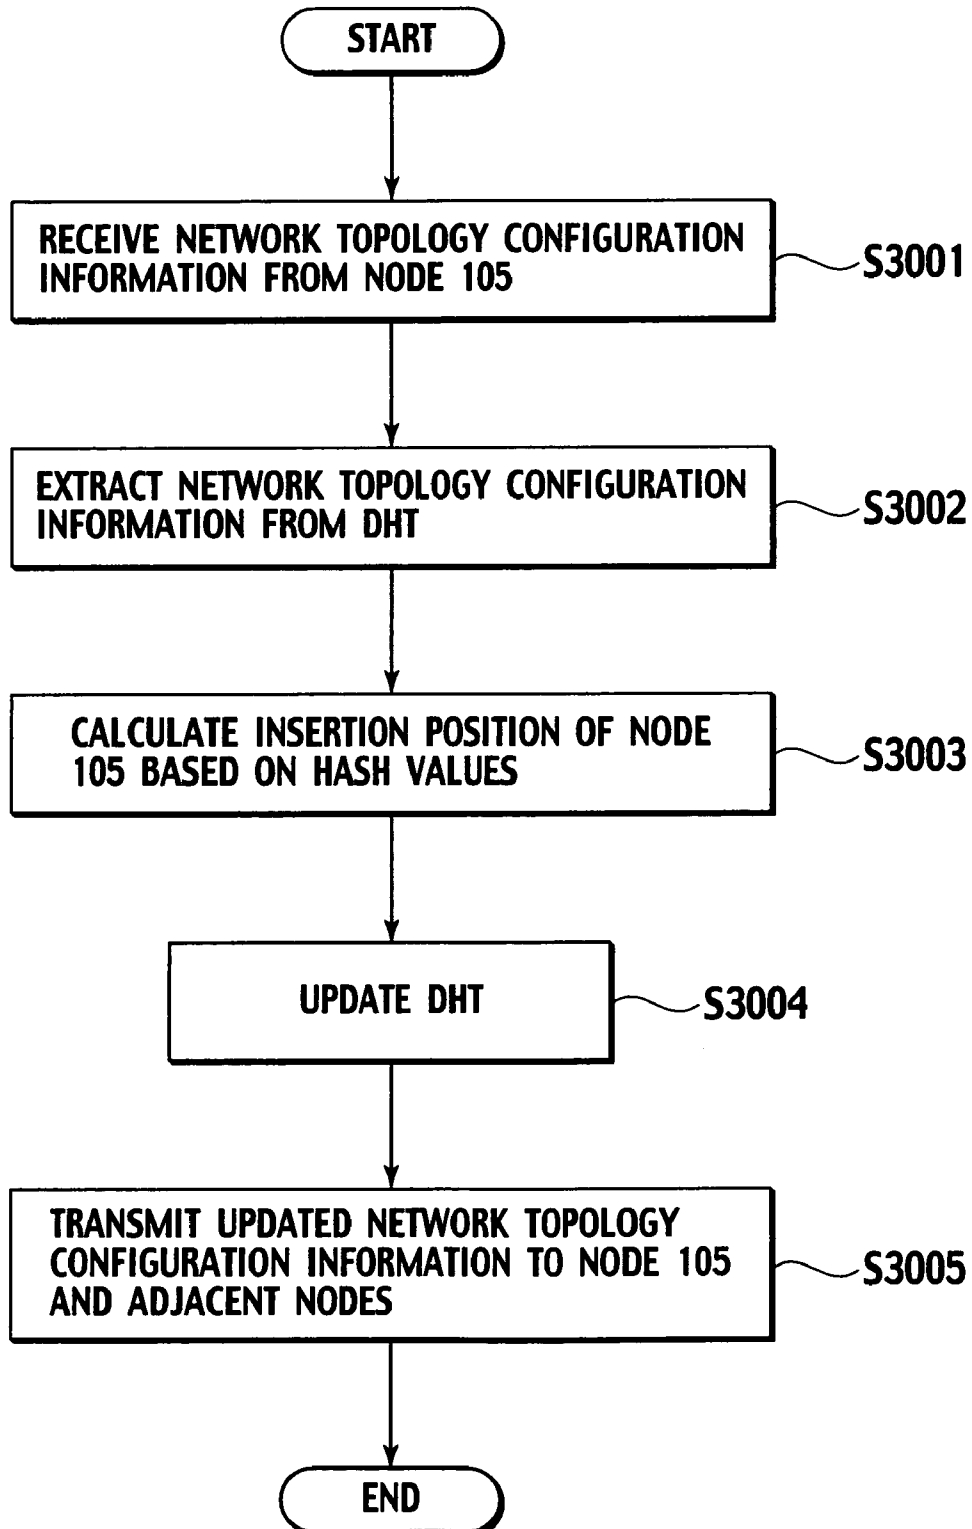 START
RECEIVE NETWORK TOPOLOGY CONFIGURATION
INFORMATION FROM NODE 105
S3001
EXTRACT NETWORK TOPOLOGY CONFIGURATION
INFORMATION FROM DHT
S3002
CALCULATE INSERTION POSITION OF NODE
105 BASED ON HASH VALUES
S3003
UPDATE DHT
S3004
TRANSMIT UPDATED NETWORK TOPOLOGY
CONFIGURATION INFORMATION TO NODE 105
AND ADJACENT NODES
S3005
END